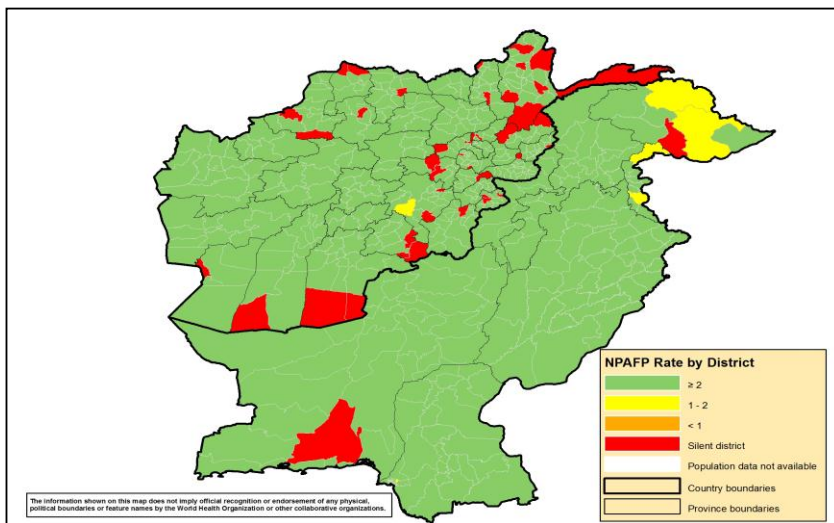 NPAFP Rate by District
≥ 2
1 - 2
< 1
Silent district
Population data not available
Country boundaries
Province boundaries
The information shown on this map does not imply official recognition or endorsement of any physical,
political boundaries or feature names by the World Health Organization or other collaborative organizations.